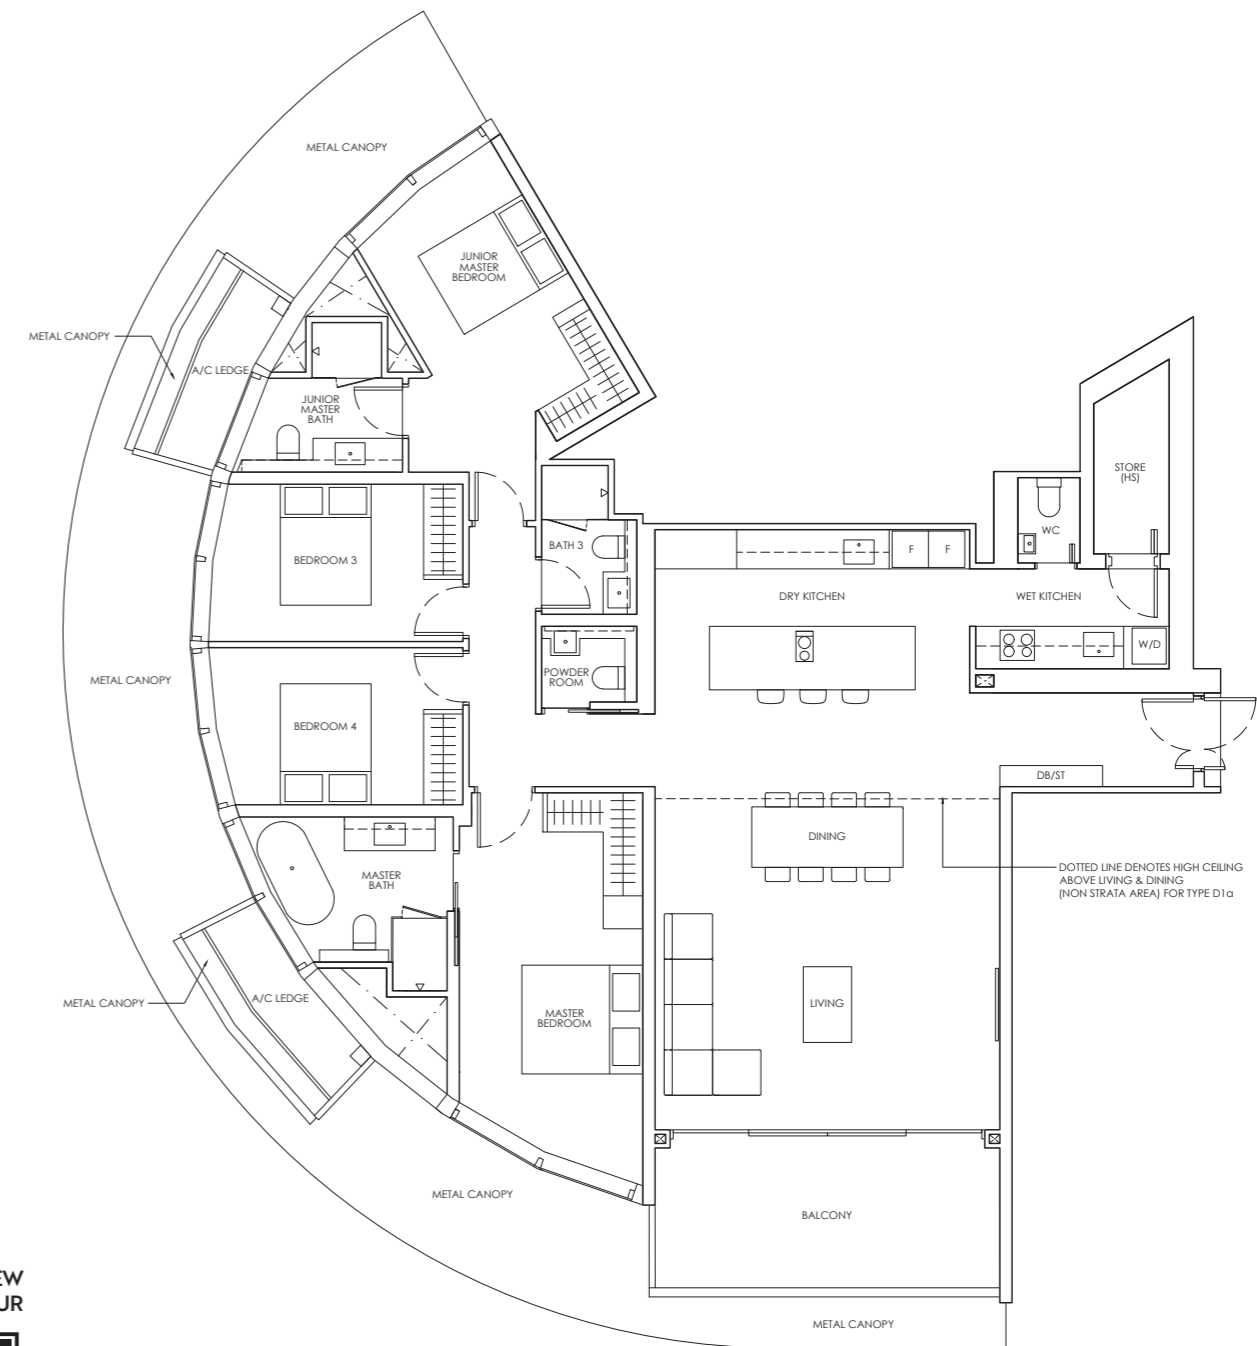 METAL CANOPY
JUNIOR
MASTER
BEDROOM
METAL CANOPY
A/C LEDGE
JUNIOR
MASTER
BATH
STORE
(HS)
WC
BATH 3
BEDROOM 3
F
F
DRY KITCHEN
WET KITCHEN
W/D
POWDER
ROOM
METAL CANOPY
BEDROOM 4
DB/ST
DINING
DOTTED LINE DENOTES HIGH CEILING
ABOVE LIVING & DINING
(NON STRATA AREA) FOR TYPE D1a
MASTER
BATH
METAL CANOPY
A/C LEDGE
MASTER
BEDROOM
LIVING
METAL CANOPY
BALCONY
METAL CANOPY
EW
UR